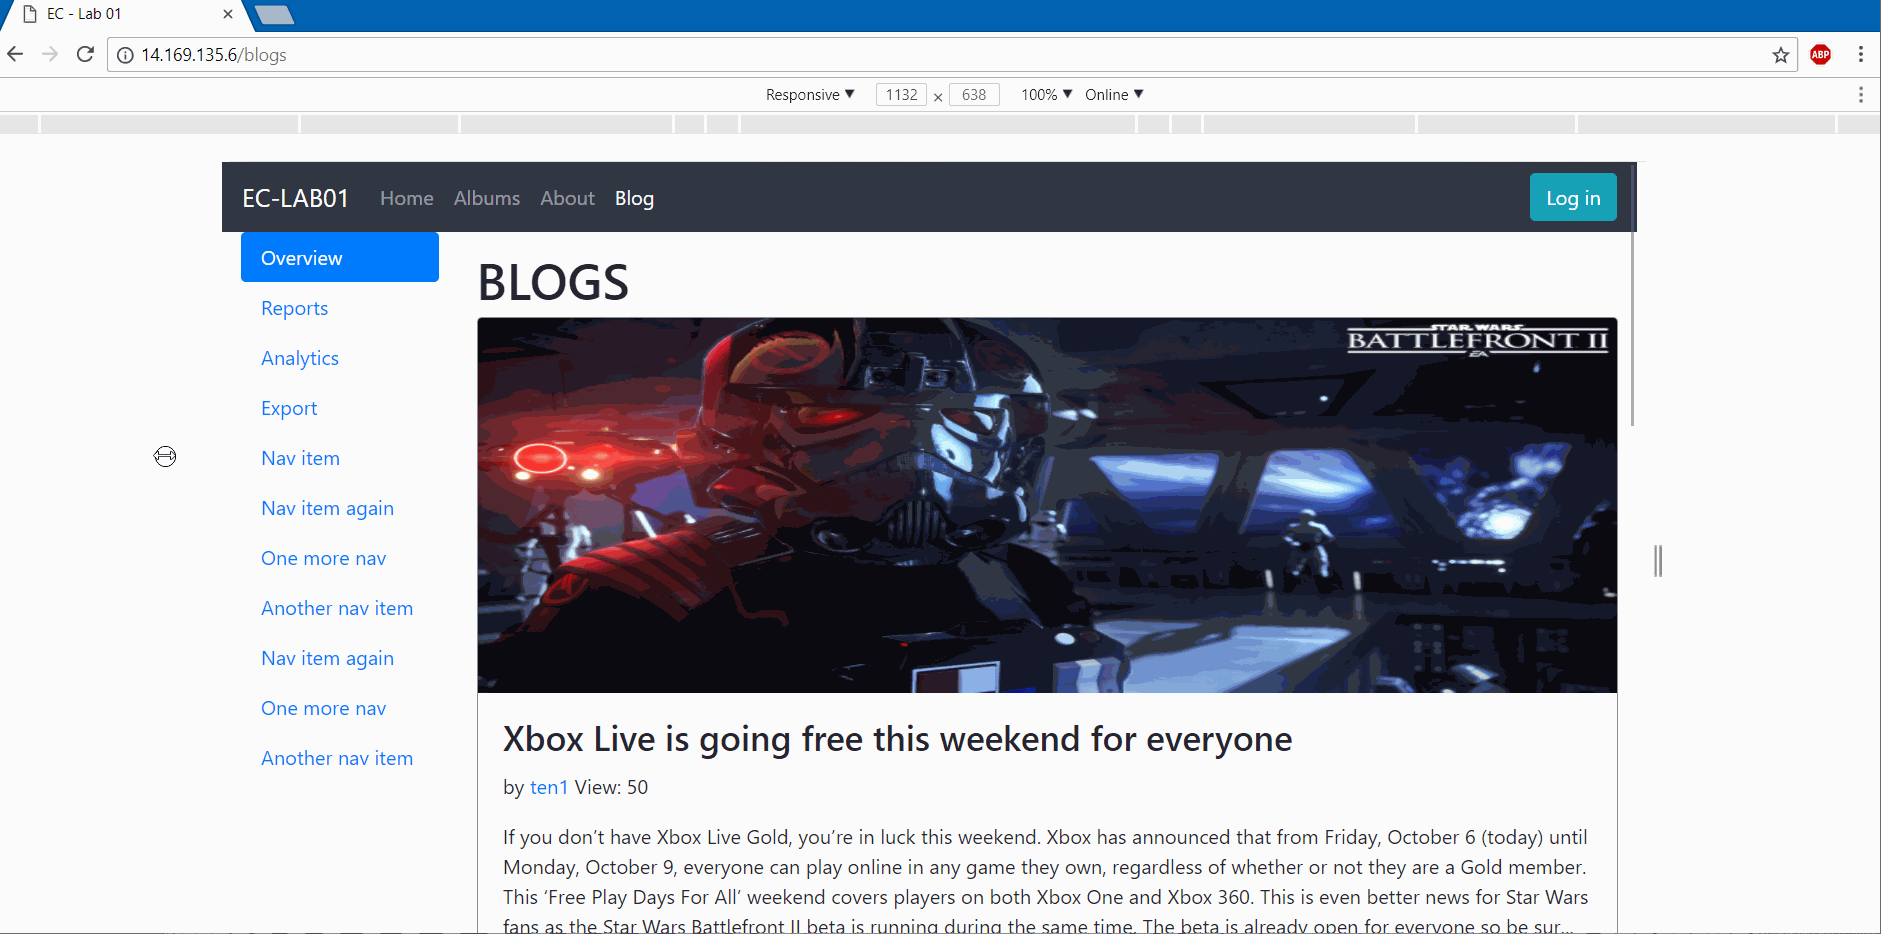 EC - Lab 01
14.169.135.6/blogs
ABP
Responsive 1132 × 638 100% Online
EC-LAB01 Home Albums About Blog Log in
Overview
Reports
Analytics
Export
Nav item
Nav item again
One more nav
Another nav item
Nav item again
One more nav
Another nav item
BLOGS
STAR WARS
BATTLEFRONT II
EA
Xbox Live is going free this weekend for everyone
by ten1 View: 50
If you don’t have Xbox Live Gold, you’re in luck this weekend. Xbox has announced that from Friday, October 6 (today) until
Monday, October 9, everyone can play online in any game they own, regardless of whether or not they are a Gold member.
This ‘Free Play Days For All’ weekend covers players on both Xbox One and Xbox 360. This is even better news for Star Wars
fans as the Star Wars Battlefront II beta is running during the same time. The beta is already open for everyone so be sur...